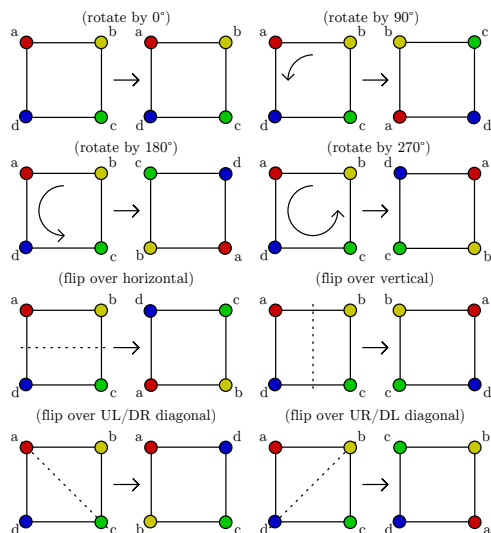 (rotate by 0°)
(rotate by 90°)
a b a b
a b b c
d c d c
d c a d
(rotate by 180°)
(rotate by 270°)
a b c d
a b d a
d c b a
d c c b
(flip over horizontal)
(flip over vertical)
a b d c
a b b a
d c a b
d c c d
(flip over UL/DR diagonal)
(flip over UR/DL diagonal)
a b a d
a b c b
d c b c
d c d a